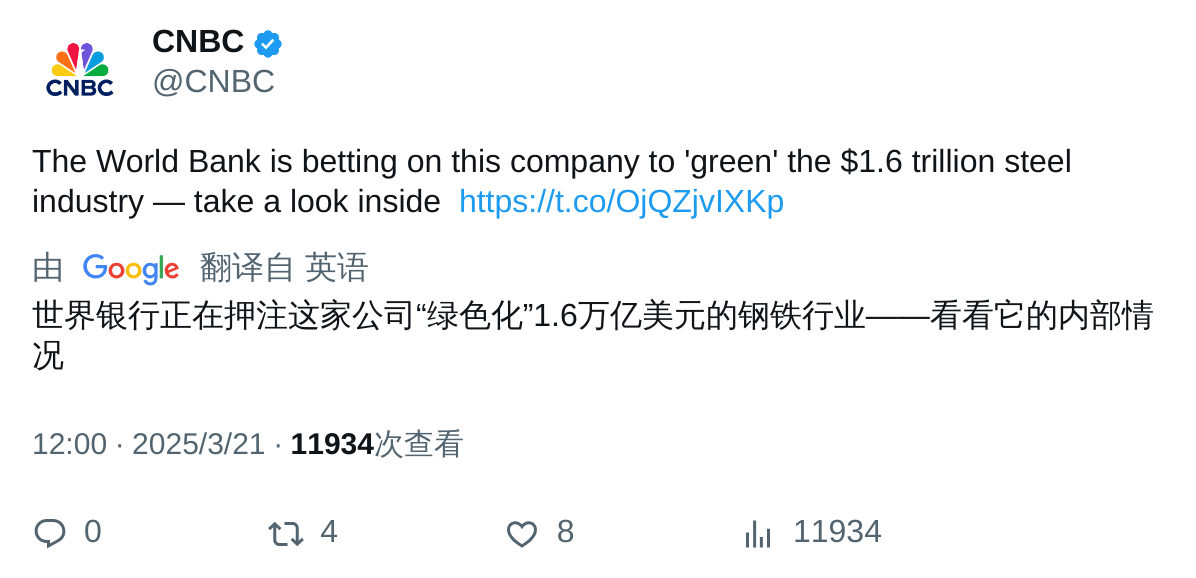 CNBC
CNBC
@CNBC
The World Bank is betting on this company to 'green' the $1.6 trillion steel
industry — take a look inside https://t.co/OjQZjvIXKp
由 Google 翻译自 英语
世界银行正在押注这家公司“绿色化”1.6万亿美元的钢铁行业——看看它的内部情
况
12:00 · 2025/3/21 · 11934次查看
0 4 8 11934